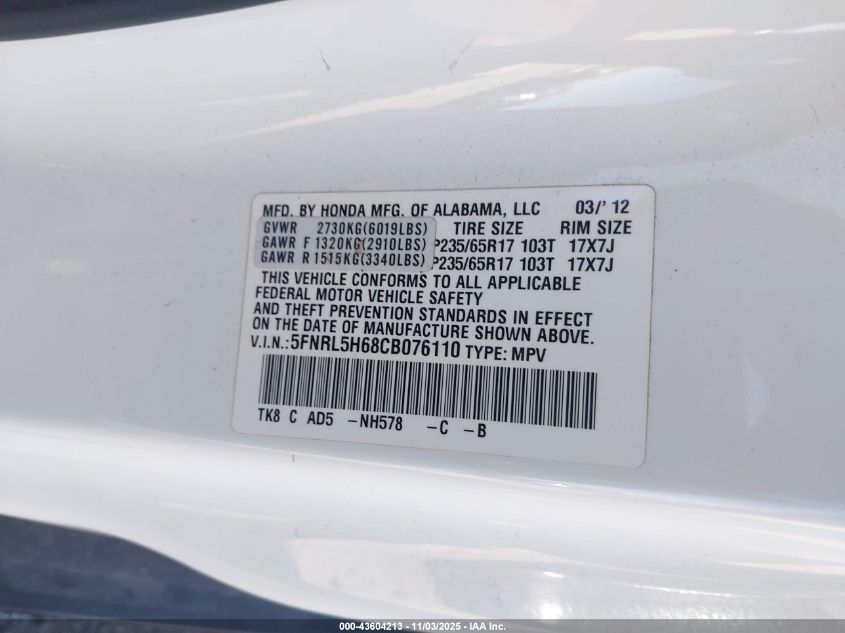 MFD. BY HONDA MFG. OF ALABAMA, LLC 03/' 12
GVWR 2730KG(6019LBS) TIRE SIZE RIM SIZE
GAWR F 1320KG(2910LBS) P235/65R17 103T 17X7J
GAWR R 1515KG(3340LBS) P235/65R17 103T 17X7J
THIS VEHICLE CONFORMS TO ALL APPLICABLE
FEDERAL MOTOR VEHICLE SAFETY
AND THEFT PREVENTION STANDARDS IN EFFECT
ON THE DATE OF MANUFACTURE SHOWN ABOVE.
V.I.N.:5FNRL5H68CB076110 TYPE: MPV
TK8 C AD5 -NH578 -C -B
000-43604213 - 11/03/2025 - IAA Inc.